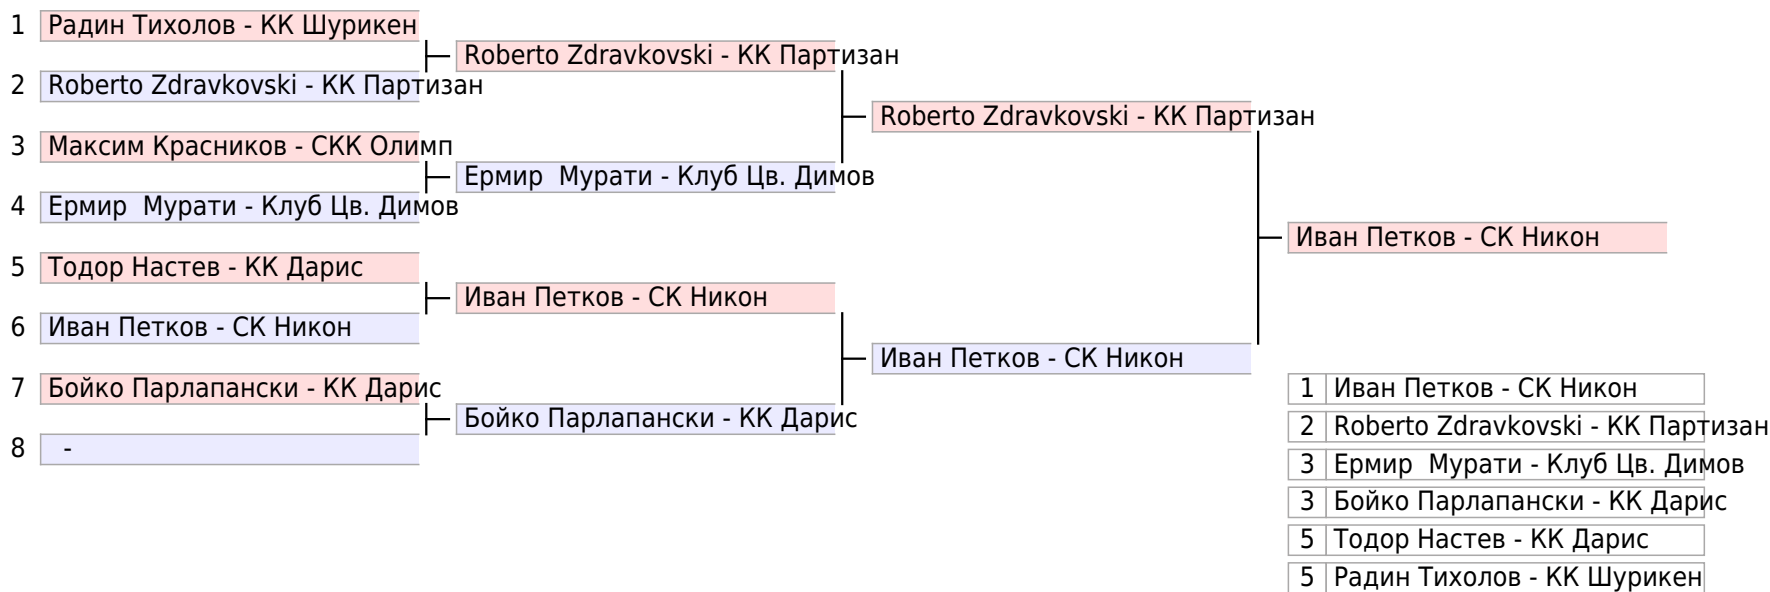 1 Радин Тихолов - КК Шурикен
2 Roberto Zdravkovski - КК Партизан
3 Максим Красников - СКК Олимп
4 Ермир  Мурати - Клуб Цв. Димов
5 Тодор Настев - КК Дарис
6 Иван Петков - СК Никон
7 Бойко Парлапански - КК Дарис
8 -
Roberto Zdravkovski - КК Партизан
Ермир  Мурати - Клуб Цв. Димов
Иван Петков - СК Никон
Бойко Парлапански - КК Дарис
Roberto Zdravkovski - КК Партизан
Иван Петков - СК Никон
Иван Петков - СК Никон
1 Иван Петков - СК Никон
2 Roberto Zdravkovski - КК Партизан
3 Ермир  Мурати - Клуб Цв. Димов
3 Бойко Парлапански - КК Дарис
5 Тодор Настев - КК Дарис
5 Радин Тихолов - КК Шурикен